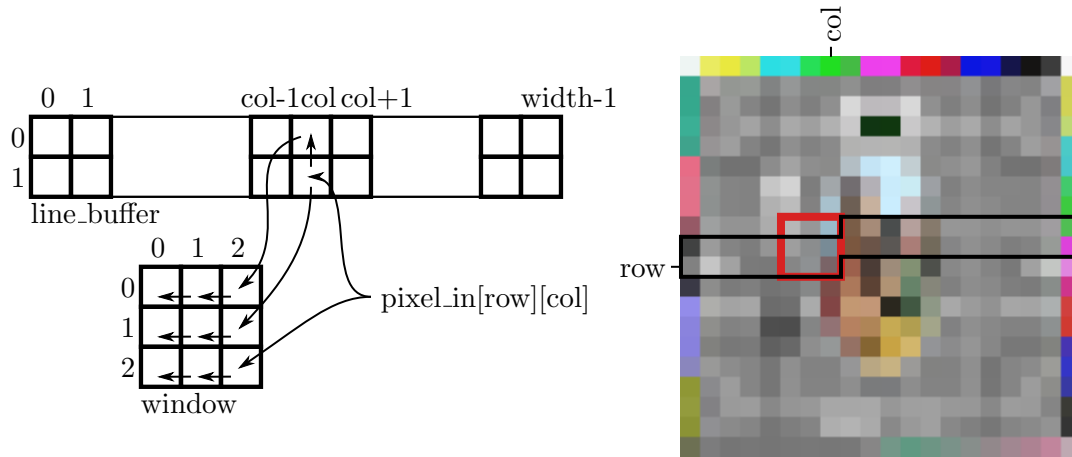 col
0 1 col-1 col col+1 width-1
0
1
line_buffer
0 1 2
0
row
pixel_in[row][col]
1
2
window